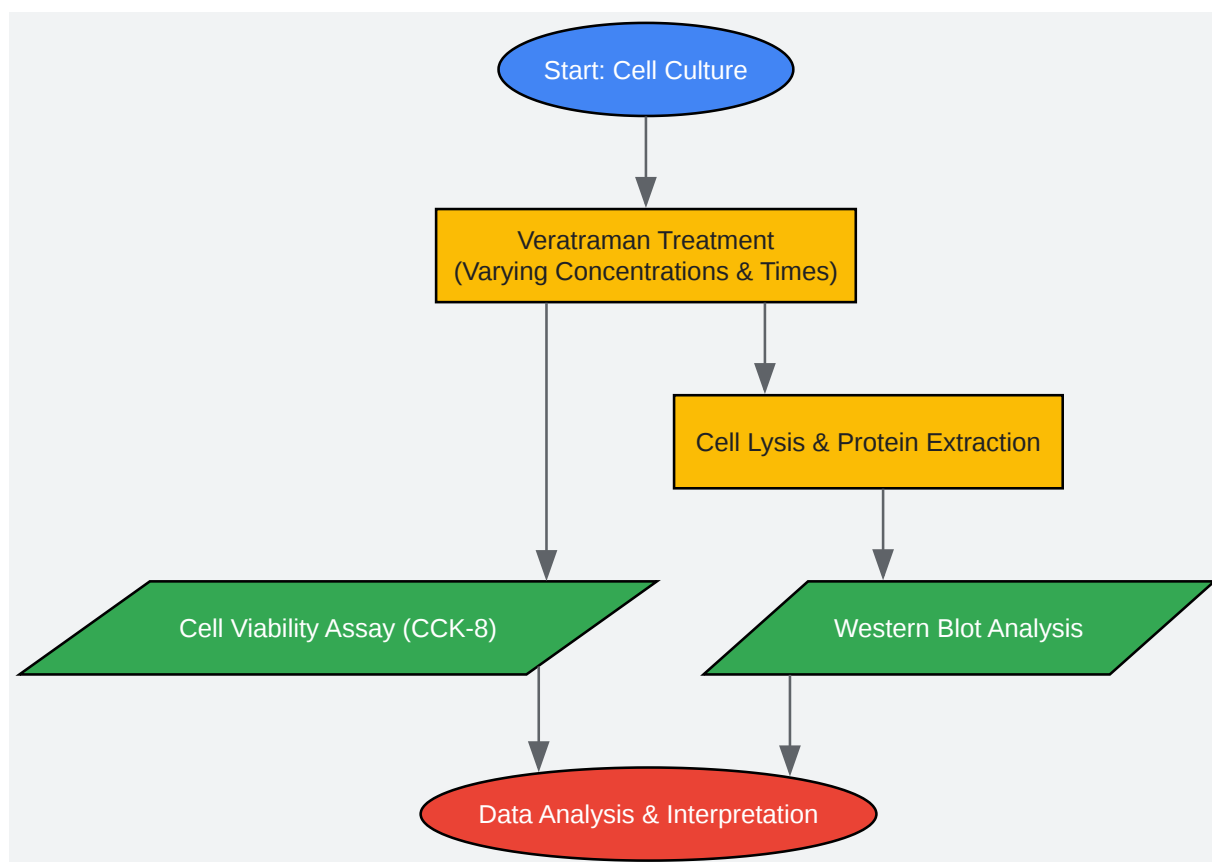 Start: Cell Culture
Veratraman Treatment
(Varying Concentrations & Times)
Cell Lysis & Protein Extraction
Cell Viability Assay (CCK-8)
Western Blot Analysis
Data Analysis & Interpretation